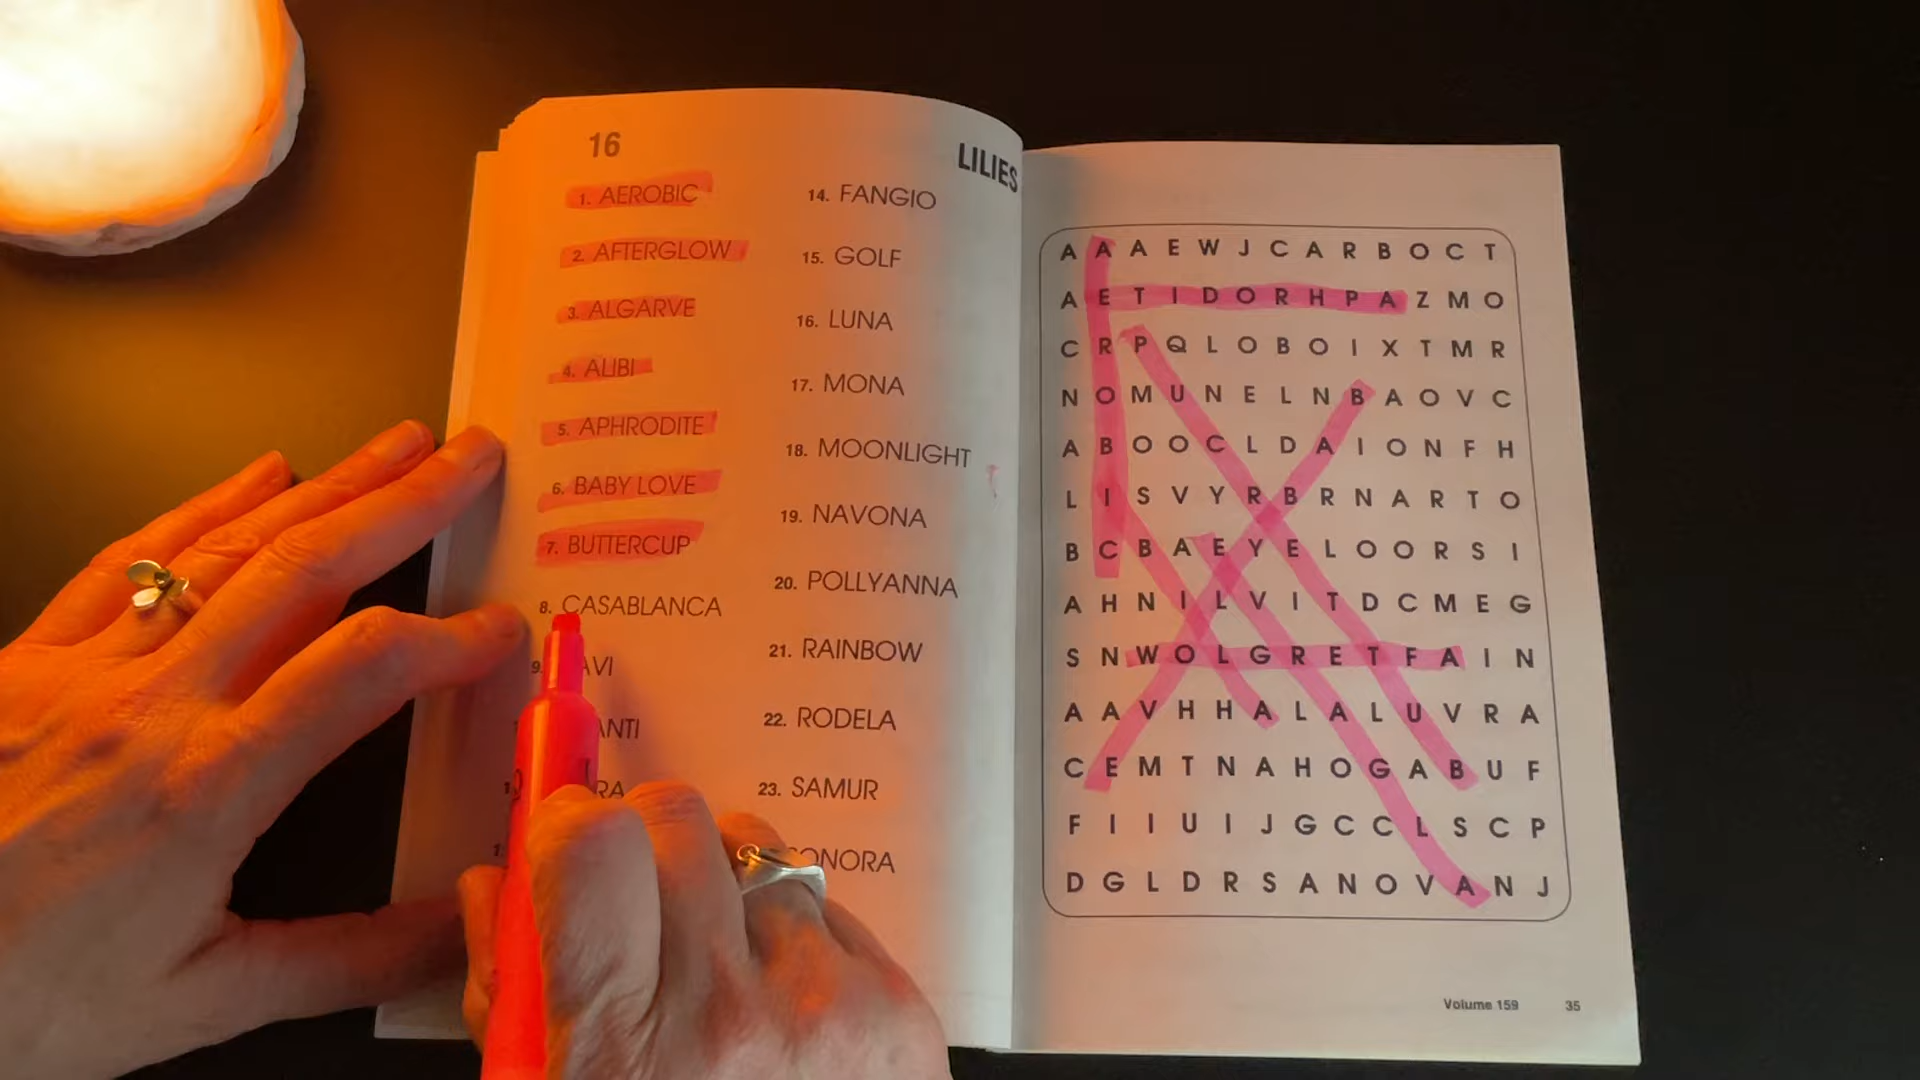 16
LILIES
1. AEROBIC
2. AFTERGLOW
3. ALGARVE
4. ALIBI
5. APHRODITE
6. BABY LOVE
7. BUTTERCUP
8. CASABLANCA
9.
14. FANGIO
15. GOLF
16. LUNA
17. MONA
18. MOONLIGHT
19. NAVONA
20. POLLYANNA
21. RAINBOW
22. RODELA
23. SAMUR
SONORA
A A A E W J C A R B O C T
A E T I D O R H P A Z M O
C R P Q L O B O I X T M R
N O M U N E L N B A O V C
A B O O C L D A I O N F H
L I S V Y R B R N A R T O
B C B A E Y E L O O R S I
A H N I L V I T D C M E G
S N W O L G R E T F A I N
A A V H H A L A L U V R A
C E M T N A H O G A B U F
F I I U I J G C C L S C P
D G L D R S A N O V A N J
Volume 159 35